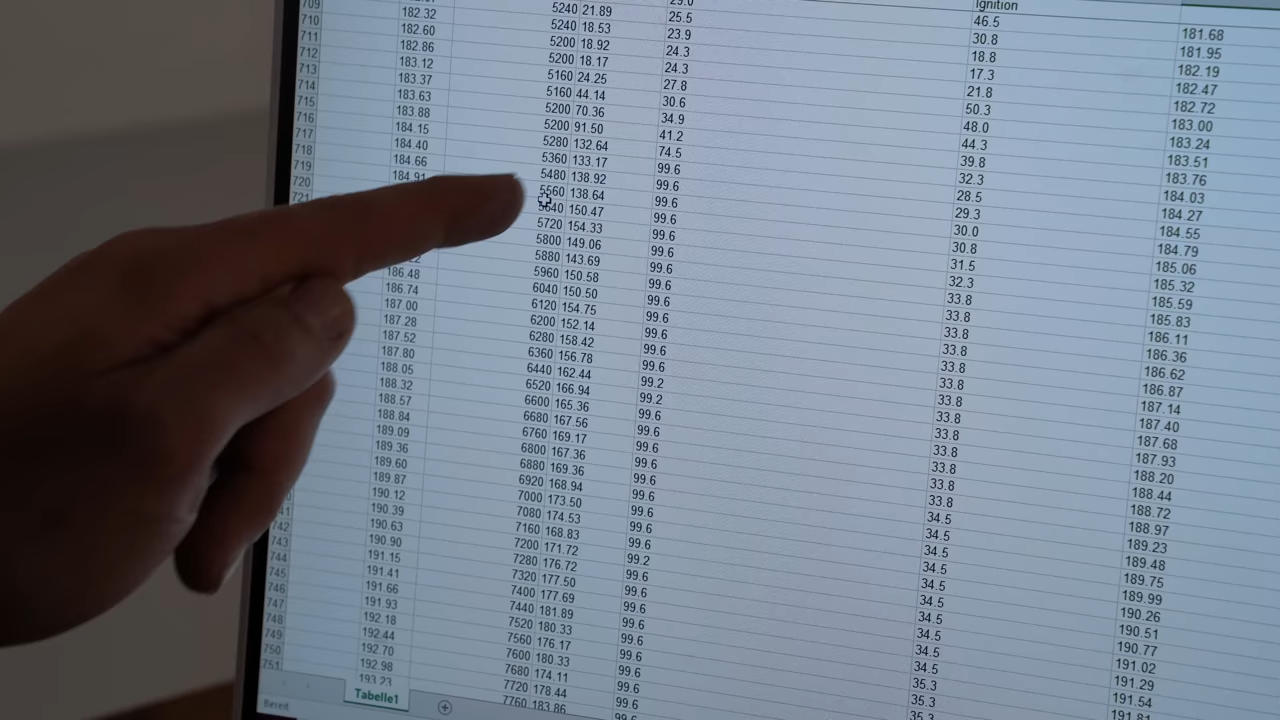 Ignition
5240 21.89 25.5 46.5 181.68
709 182.32 5240 18.53 23.9 30.8 181.95
710 182.60 5200 18.92 24.3 18.8 182.19
711 182.86 5200 18.17 24.3 17.3 182.47
712 183.12 5160 24.25 27.8 21.8 182.72
713 183.37 5160 44.14 30.6 50.3 183.00
714 183.63 5200 70.36 34.9 48.0 183.24
715 183.88 5200 91.50 41.2 44.3 183.51
716 184.15 5280 132.64 74.5 39.8 183.76
717 184.40 5360 133.17 99.6 32.3 184.03
718 184.66 5480 138.92 99.6 28.5 184.27
719 184.91 5560 138.64 99.6 29.3 184.55
720 5640 150.47 99.6 30.0 184.79
721 5720 154.33 99.6 30.8 185.06
5800 149.06 99.6 31.5 185.32
5880 143.69 99.6 32.3 185.59
5960 150.58 99.6 33.8 185.83
186.48 6040 150.50 99.6 33.8 186.11
186.74 6120 154.75 99.6 33.8 186.36
187.00 6200 152.14 99.6 33.8 186.62
187.28 6280 158.42 99.6 33.8 186.87
187.52 6360 156.78 99.6 33.8 187.14
187.80 6440 162.44 99.2 33.8 187.40
188.05 6520 166.94 99.2 33.8 187.68
188.32 6600 165.36 99.6 33.8 187.93
188.57 6680 167.56 99.6 33.8 188.20
188.84 6760 169.17 99.6 33.8 188.44
189.09 6800 167.36 99.6 33.8 188.72
189.36 6880 169.36 99.6 33.8 188.97
189.60 6920 168.94 99.6 34.5 189.23
189.87 7000 173.50 99.6 34.5 189.48
190.12 7080 174.53 99.6 34.5 189.75
190.39 7160 168.83 99.6 34.5 189.99
190.63 7200 171.72 99.2 34.5 190.26
742 190.90 7280 176.72 99.6 34.5 190.51
743 191.15 7320 177.50 99.6 34.5 190.77
744 191.41 7400 177.69 99.6 34.5 191.02
745 191.66 7440 181.89 99.6 34.5 191.29
746 191.93 7520 180.33 99.6 34.5 191.54
747 192.18 7560 176.17 99.6 35.3 191.81
748 192.44 7600 180.33 99.6 35.3
749 192.70 7680 174.11 99.6
750 192.98 7720 178.44 99.6
751 193.23 7760 183.86 99.6
Tabelle1
Bereit